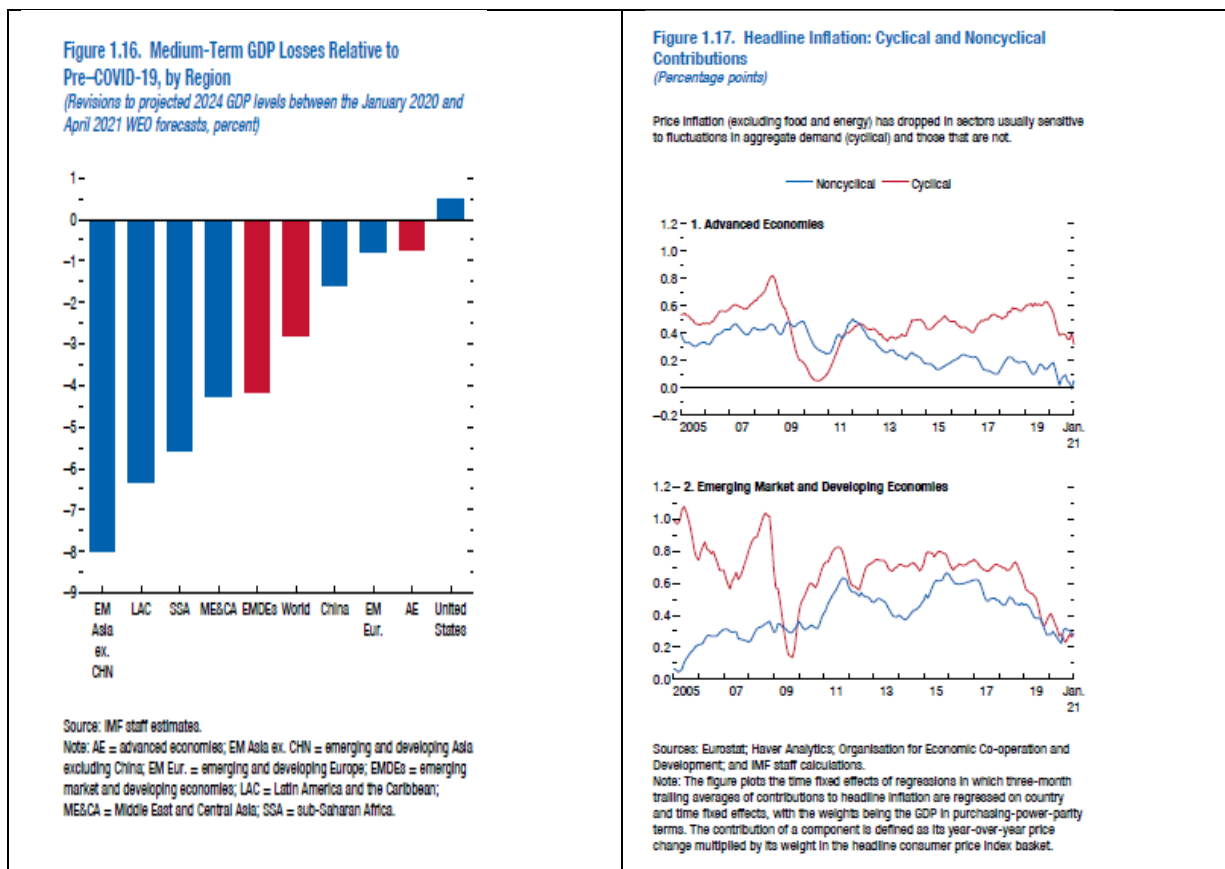 Figure 1.16. Medium-Term GDP Losses Relative to
Pre–COVID-19, by Region
(Revisions to projected 2024 GDP levels between the January 2020 and
April 2021 WEO forecasts, percent)
1
0
–1
–2
–3
–4
–5
–6
–7
–8
–9
EM
Asia
ex.
CHN
LAC
SSA
ME&CA
EMDEs
World
China
EM
Eur.
AE
United
States
Source: IMF staff estimates.
Note: AE = advanced economies; EM Asia ex. CHN = emerging and developing Asia
excluding China; EM Eur. = emerging and developing Europe; EMDEs = emerging
market and developing economies; LAC = Latin America and the Caribbean;
ME&CA = Middle East and Central Asia; SSA = sub-Saharan Africa.
Figure 1.17. Headline Inflation: Cyclical and Noncyclical
Contributions
(Percentage points)
Price inflation (excluding food and energy) has dropped in sectors usually sensitive
to fluctuations in aggregate demand (cyclical) and those that are not.
Noncyclical Cyclical
1.2 1. Advanced Economies
1.0
0.8
0.6
0.4
0.2
0.0
–0.2
2005 07 09 11 13 15 17 19 Jan.
21
1.2 2. Emerging Market and Developing Economies
1.0
0.8
0.6
0.4
0.2
0.0
2005 07 09 11 13 15 17 19 Jan.
21
Sources: Eurostat; Haver Analytics; Organisation for Economic Co-operation and
Development; and IMF staff calculations.
Note: The figure plots the time fixed effects of regressions in which three-month
trailing averages of contributions to headline inflation are regressed on country
and time fixed effects, with the weights being the GDP in purchasing-power-parity
terms. The contribution of a component is defined as its year-over-year price
change multiplied by its weight in the headline consumer price index basket.